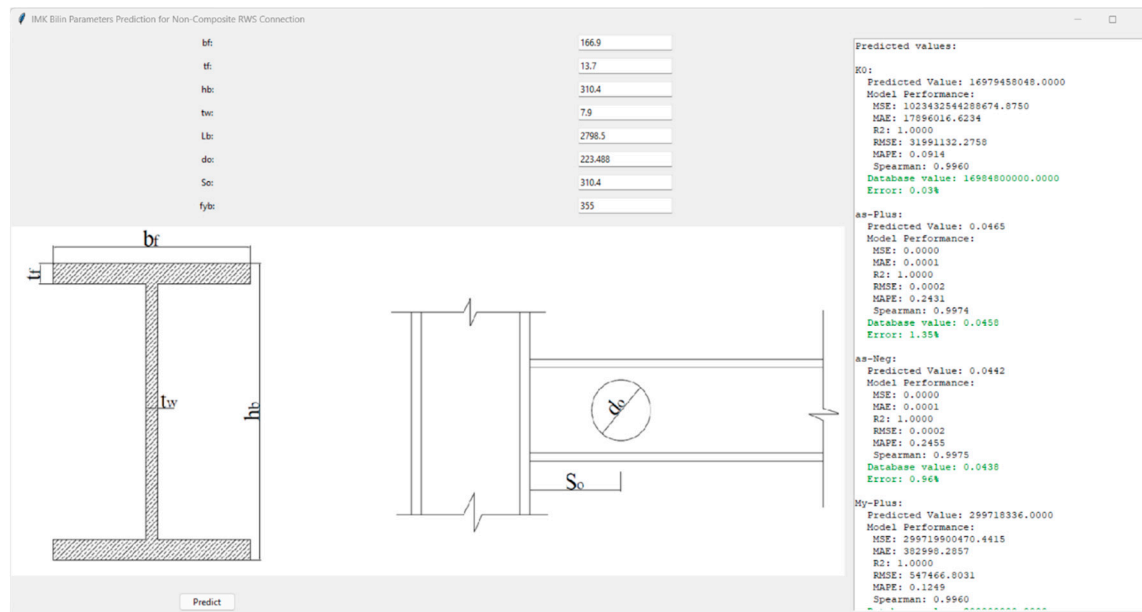 IMK Bilin Parameters Prediction for Non-Composite RWS Connection
bf: 166.9
tf: 13.7
hb: 310.4
tw: 7.9
Lb: 2798.5
do: 223.488
So: 310.4
fyb: 355
bf
tf
tw
hb
do
So
Predict
Predicted values:
K0:
Predicted Value: 16979458048.0000
Model Performance:
MSE: 1023432544288674.8750
MAE: 17896016.6234
R2: 1.0000
RMSE: 31991132.2758
MAPE: 0.0914
Spearman: 0.9960
Database value: 16984800000.0000
Error: 0.03%
as-Plus:
Predicted Value: 0.0465
Model Performance:
MSE: 0.0000
MAE: 0.0001
R2: 1.0000
RMSE: 0.0002
MAPE: 0.2431
Spearman: 0.9974
Database value: 0.0458
Error: 1.35%
as-Neg:
Predicted Value: 0.0442
Model Performance:
MSE: 0.0000
MAE: 0.0001
R2: 1.0000
RMSE: 0.0002
MAPE: 0.2455
Spearman: 0.9975
Database value: 0.0438
Error: 0.96%
My-Plus:
Predicted Value: 299718336.0000
Model Performance:
MSE: 299719900470.4415
MAE: 382998.2857
R2: 1.0000
RMSE: 547466.8031
MAPE: 0.1249
Spearman: 0.9960